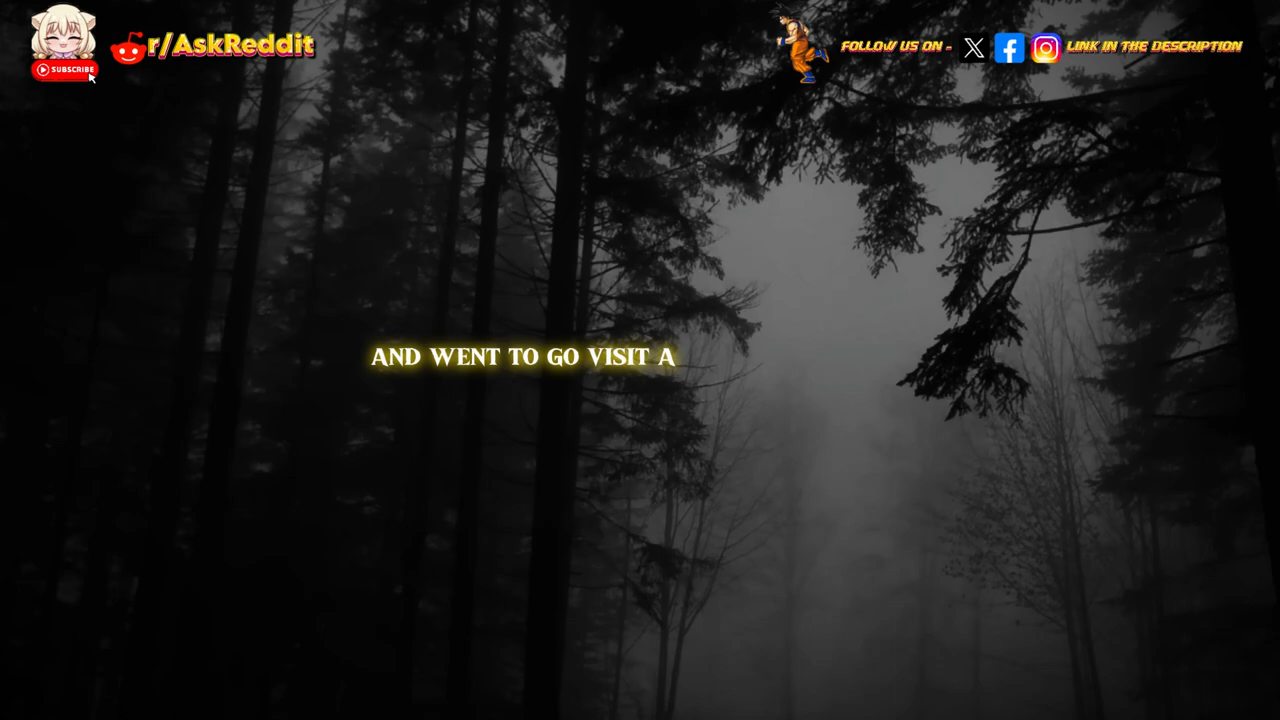 r/AskReddit
SUBSCRIBE
FOLLOW US ON -
LINK IN THE DESCRIPTION
AND WENT TO GO VISIT A